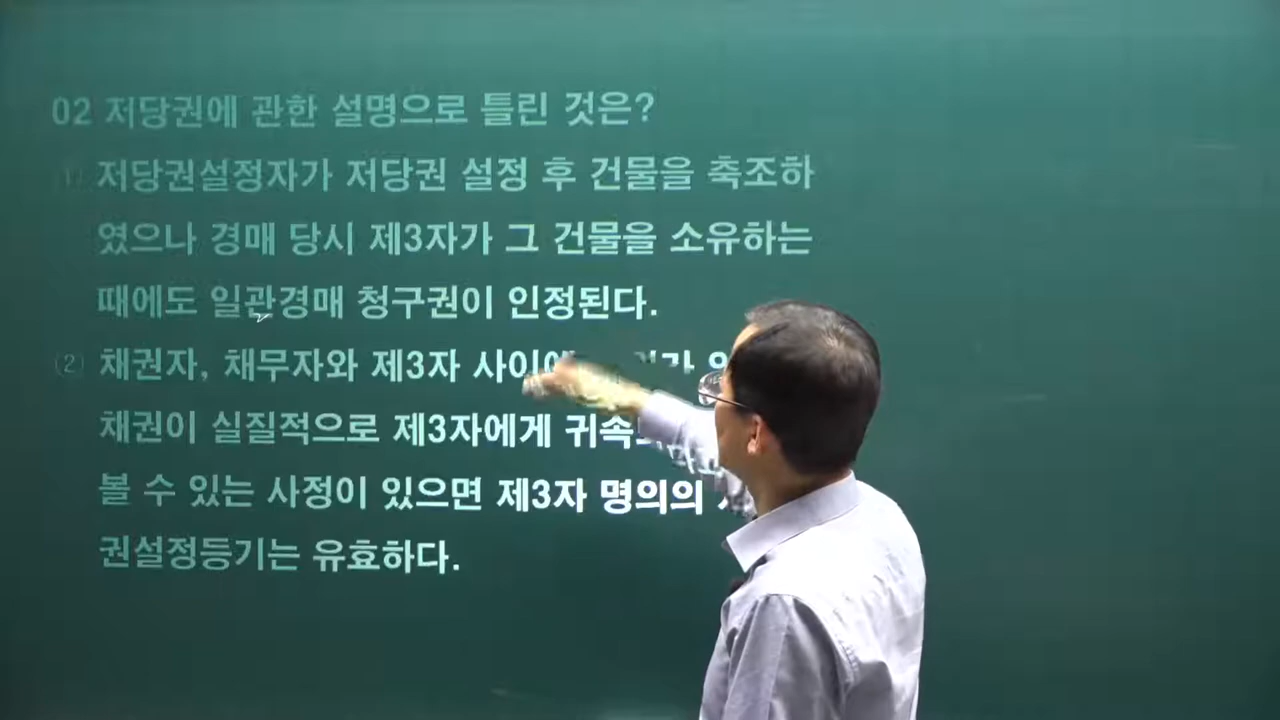 02 저당권에 관한 설명으로 틀린 것은?
(1) 저당권설정자가 저당권 설정 후 건물을 축조하
였으나 경매 당시 제3자가 그 건물을 소유하는
때에도 일괄경매 청구권이 인정된다.
(2) 채권자, 채무자와 제3자 사이에
채권이 실질적으로 제3자에게 귀속
볼 수 있는 사정이 있으면 제3자 명의의
권설정등기는 유효하다.